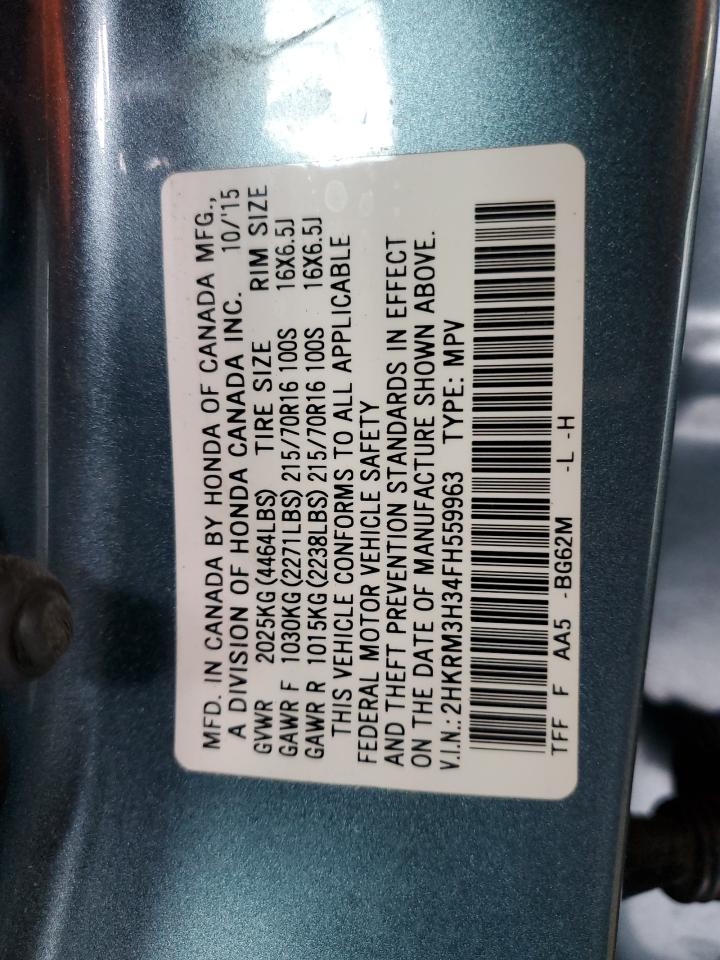 MFD. IN CANADA BY HONDA OF CANADA MFG.,
A DIVISION OF HONDA CANADA INC. 10/'15
GVWR 2025KG(4464LBS) TIRE SIZE RIM SIZE
GAWR F 1030KG(2271LBS) 215/70R16 100S 16X6.5J
GAWR R 1015KG(2238LBS) 215/70R16 100S 16X6.5J
THIS VEHICLE CONFORMS TO ALL APPLICABLE
FEDERAL MOTOR VEHICLE SAFETY
AND THEFT PREVENTION STANDARDS IN EFFECT
ON THE DATE OF MANUFACTURE SHOWN ABOVE.
V.I.N.: 2HKRM3H34FH559963 TYPE: MPV
TFF F AA5 -BG62M -L -H